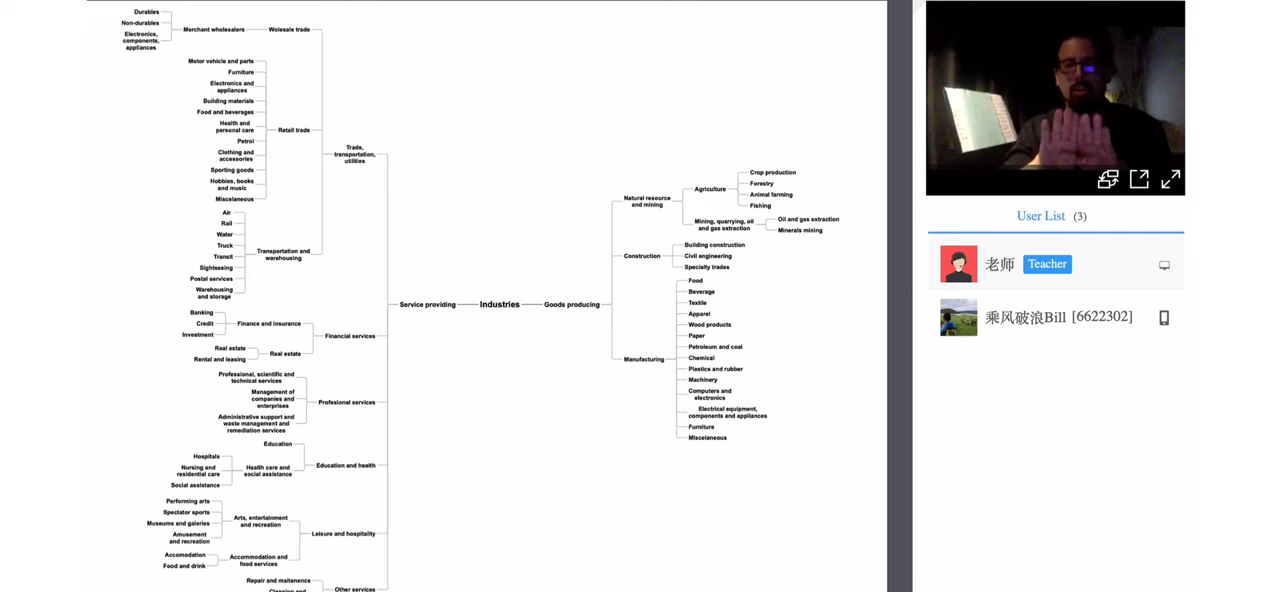 Durables
Non-durables
Electronics,
components,
appliances
Merchant wholesalers
Wolesale trade
Motor vehicle and parts
Furniture
Electronics and
appliances
Building materials
Food and beverages
Health and
personal care
Petrol
Clothing and
accessories
Sporting goods
Hobbies, books
and music
Miscelaneous
Retail trade
Trade,
transportation,
utilities
Air
Rail
Water
Truck
Transit
Sightseeing
Postal services
Warehousing
and storage
Transportation and
warehousing
Banking
Credit
Investment
Finance and insurance
Real estate
Rental and leasing
Real estate
Financial services
Professional, scientific and
technical services
Management of
companies and
enterprises
Administrative support and
waste management and
remediation services
Profesional services
Education
Hospitals
Nursing and
residential care
Social assistance
Health care and
social assistance
Education and health
Performing arts
Spectator sports
Museums and galeries
Amusement
and recreation
Arts, entertainment
and recreation
Accomodation
Food and drink
Accommodation and
food services
Leisure and hospitality
Repair and maitenence
Cleaning and
Other services
Service providing
Industries
Goods producing
Natural resource
and mining
Agriculture
Crop production
Forestry
Animal farming
Fishing
Mining, quarrying, oil
and gas extraction
Oil and gas extraction
Minerals mining
Construction
Building construction
Civil engineering
Specialty trades
Manufacturing
Food
Beverage
Textile
Apparel
Wood products
Paper
Petroleum and coal
Chemical
Plastics and rubber
Machinery
Computers and
electronics
Electrical equipment,
components and appliances
Furniture
Miscelaneous
User List (3)
老师 Teacher
乘风破浪Bill [6622302]